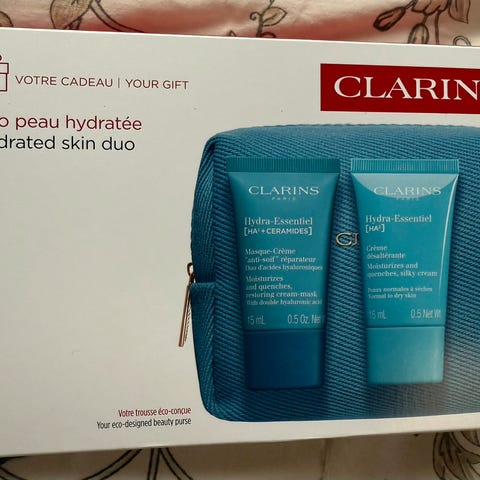 VOTRE CADEAU | YOUR GIFT
CLARIN
o peau hydratée
drated skin duo
CLARINS
PARIS
Hydra-Essentiel
[HA² + CERAMIDES]
Masque-Crème
"anti-soif" réparateur
Duo d'acides hyaluroniques
Moisturizes
and quenches,
restoring cream-mask
With double hyaluronic acid
15 mL 0.5 Oz. Net
CLARINS
PARIS
Hydra-Essentiel
[HA²]
Crème
désaltérante
Moisturizes and
quenches, silky cream
Peaux normales à sèches
Normal to dry skin
15 mL 0.5 Net Wt
Votre trousse éco-conçue
Your eco-designed beauty purse